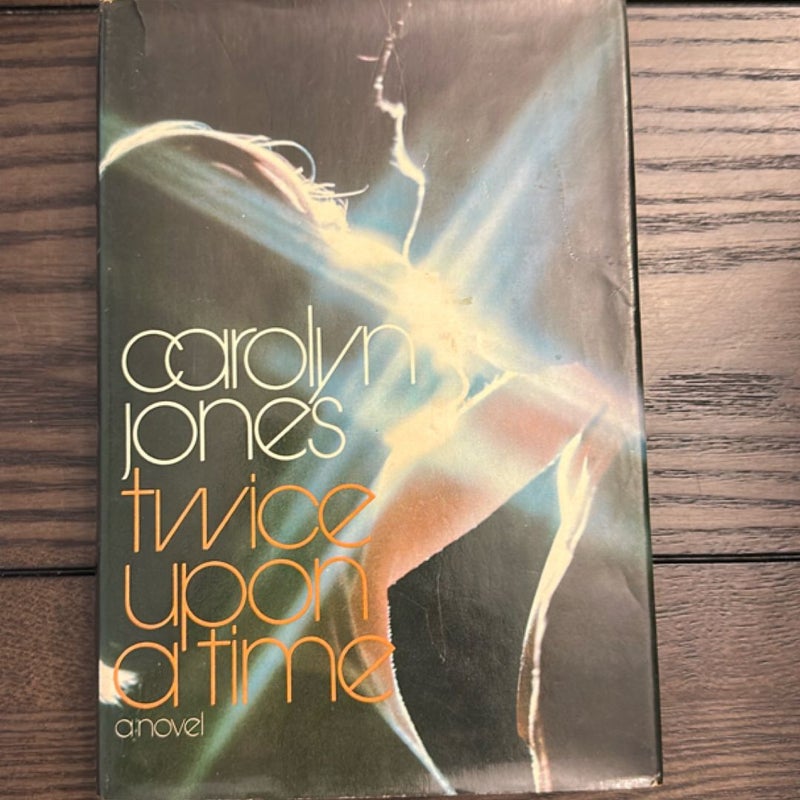 carolyn
jones
twice
upon
a time
a novel